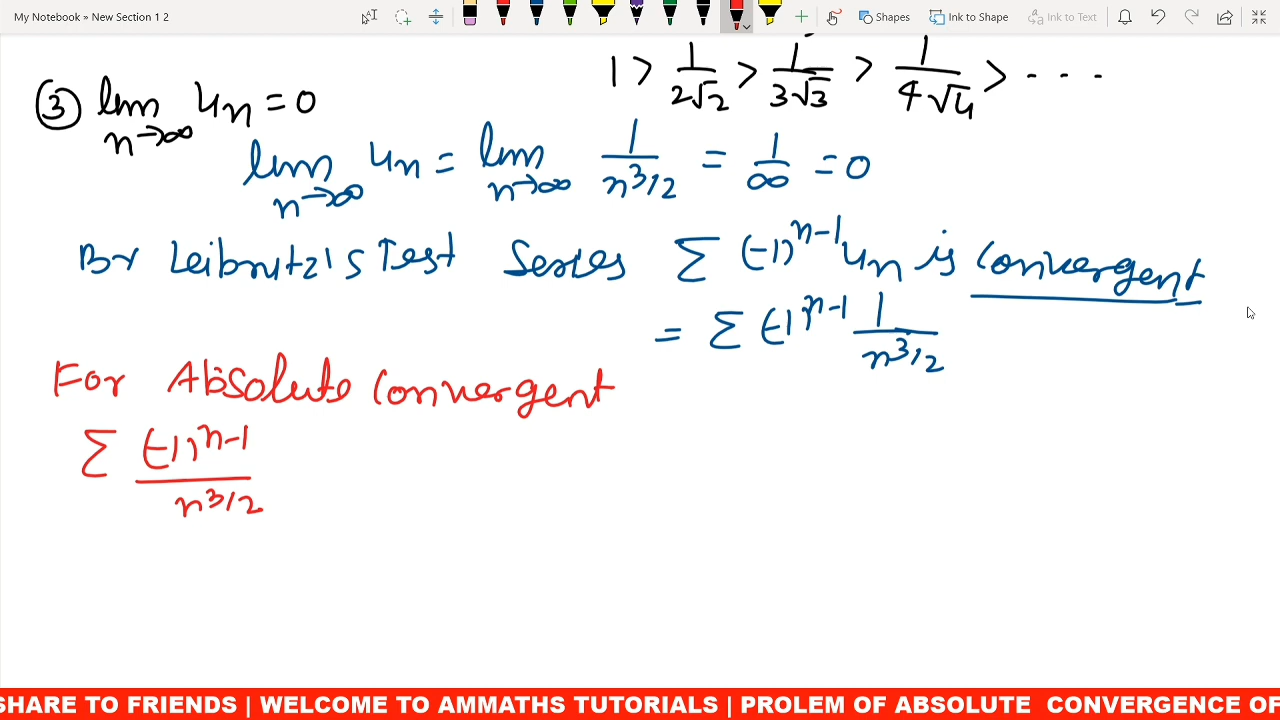 My Notebook » New Section 1 2
Shapes Ink to Shape Ink to Text
1 > 1/2√2 > 1/3√3 > 1/4√4 > - - -
③ lim n→∞ un = 0
lim n→∞ un = lim n→∞ 1/n^3/2 = 1/∞ = 0
By Leibnitz's Test Series Σ (-1)^n-1 un is convergent
= Σ (-1)^n-1 1/n^3/2
For Absolute Convergent
Σ (-1)^n-1 / n^3/2
SHARE TO FRIENDS | WELCOME TO AMMATHS TUTORIALS | PROLEM OF ABSOLUTE CONVERGENCE OF